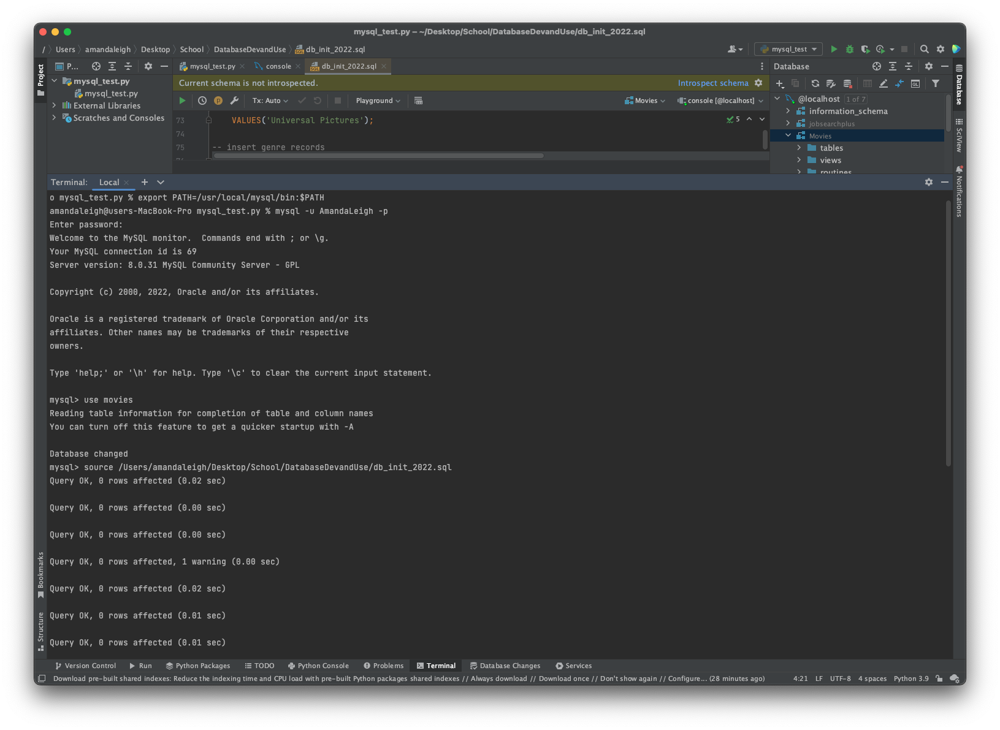 mysql_test.py – ~/Desktop/School/DatabaseDevandUse/db_init_2022.sql
/ Users amandaleigh Desktop School DatabaseDevandUse db_init_2022.sql
mysql_test
Project
P...
mysql_test.py
console
db_init_2022.sql
Database
mysql_test.py
mysql_test.py
External Libraries
Scratches and Consoles
Current schema is not introspected.
Introspect schema
Tx: Auto
Playground
Movies
console [@localhost]
73 VALUES('Universal Pictures');
5
74
75 -- insert genre records
@localhost 1 of 7
information_schema
jobsearchplus
Movies
tables
views
routines
Database
SciView
Notifications
Terminal: Local
o mysql_test.py % export PATH=/usr/local/mysql/bin:$PATH
amandaleigh@users-MacBook-Pro mysql_test.py % mysql -u AmandaLeigh -p
Enter password:
Welcome to the MySQL monitor.  Commands end with ; or \g.
Your MySQL connection id is 69
Server version: 8.0.31 MySQL Community Server - GPL
Copyright (c) 2000, 2022, Oracle and/or its affiliates.
Oracle is a registered trademark of Oracle Corporation and/or its
affiliates. Other names may be trademarks of their respective
owners.
Type 'help;' or '\h' for help. Type '\c' to clear the current input statement.
mysql> use movies
Reading table information for completion of table and column names
You can turn off this feature to get a quicker startup with -A
Database changed
mysql> source /Users/amandaleigh/Desktop/School/DatabaseDevandUse/db_init_2022.sql
Query OK, 0 rows affected (0.02 sec)
Query OK, 0 rows affected (0.00 sec)
Query OK, 0 rows affected (0.00 sec)
Query OK, 0 rows affected, 1 warning (0.00 sec)
Query OK, 0 rows affected (0.02 sec)
Query OK, 0 rows affected (0.01 sec)
Query OK, 0 rows affected (0.01 sec)
Bookmarks
Structure
Version Control
Run
Python Packages
TODO
Python Console
Problems
Terminal
Database Changes
Services
Download pre-built shared indexes: Reduce the indexing time and CPU load with pre-built Python packages shared indexes // Always download // Download once // Don't show again // Configure... (28 minutes ago)
4:21 LF UTF-8 4 spaces Python 3.9